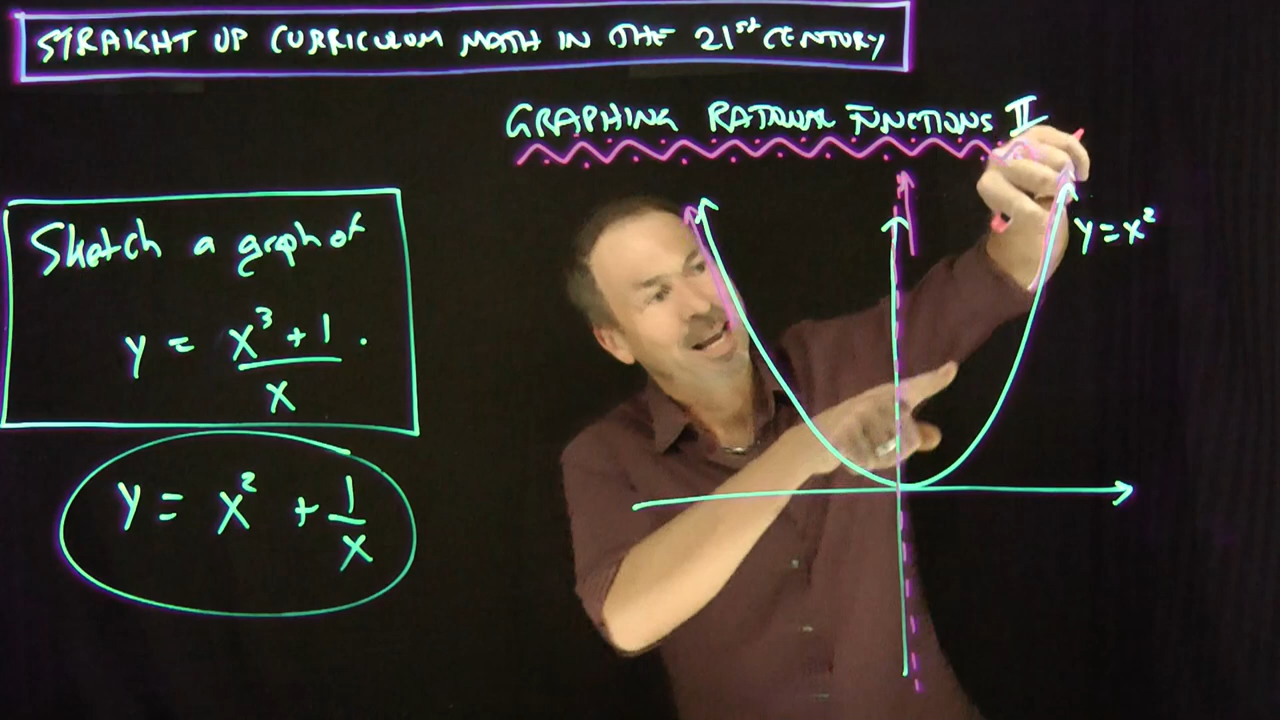 STRAIGHT UP CURRICULUM MATH IN THE 21st CENTURY
GRAPHING RATIONAL FUNCTIONS II
Sketch a graph of
y = (x³ + 1)/x .
y = x² + 1/x
y = x²